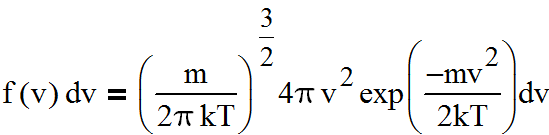 f (v) dv = (m / 2π kT)^(3/2) 4π v^2 exp(−mv^2 / 2kT) dv